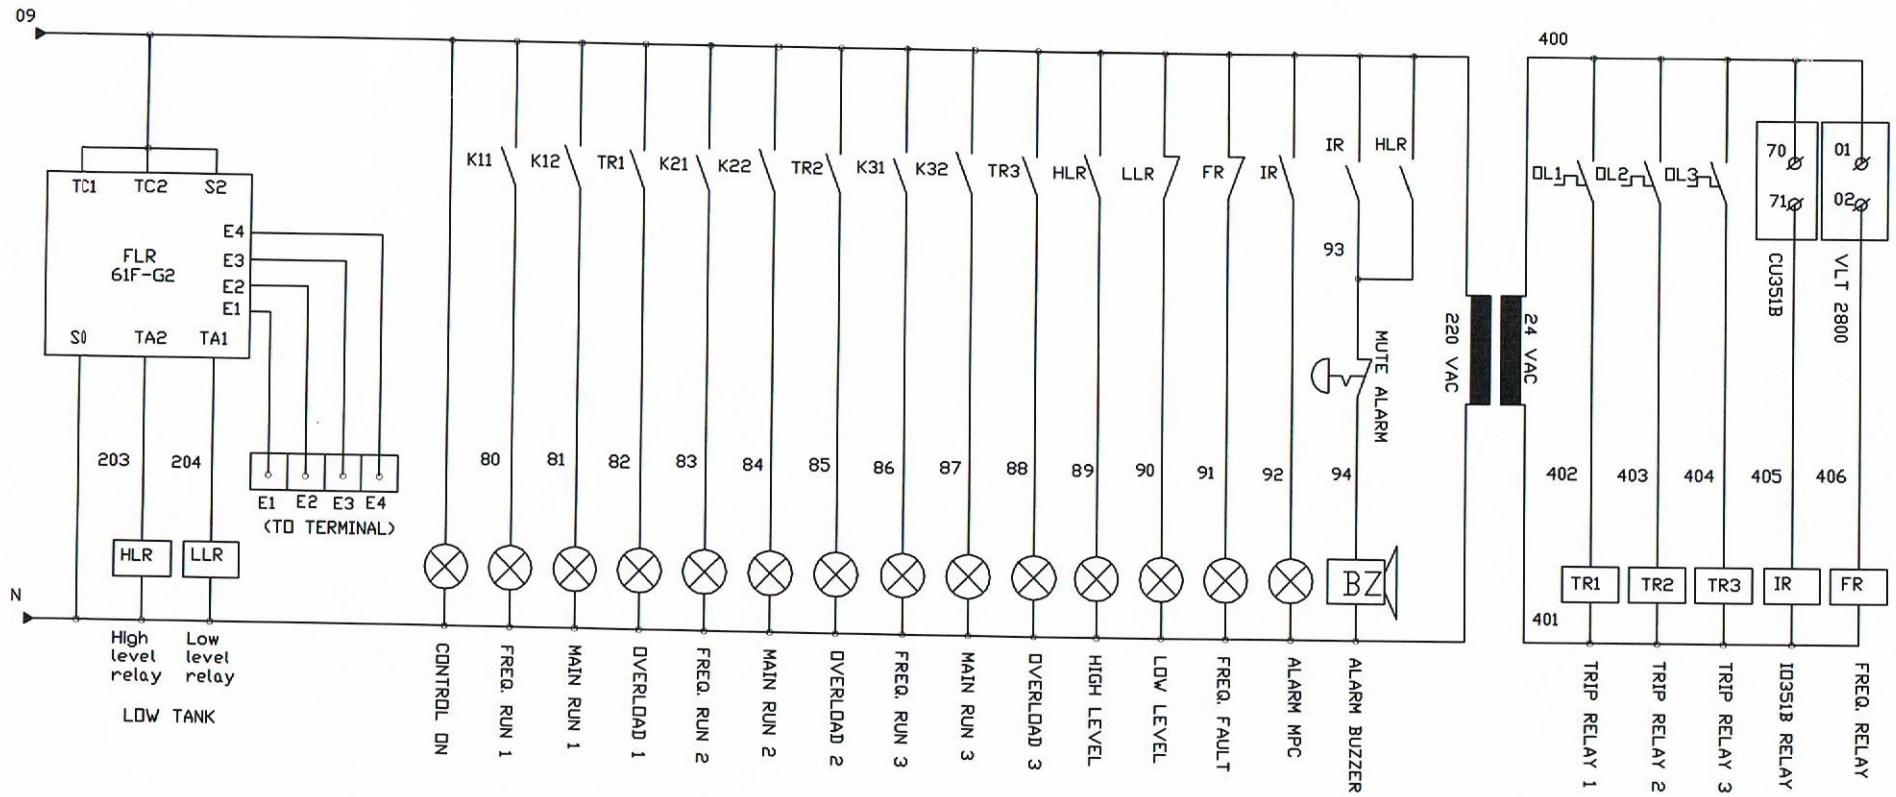 09
400
TC1 TC2 S2
FLR
61F-G2
E4
E3
E2
E1
S0 TA2 TA1
203
204
E1 E2 E3 E4
(TO TERMINAL)
HLR
LLR
N
High
level
relay
Low
level
relay
LOW TANK
K11
K12
TR1
K21
K22
TR2
K31
K32
TR3
HLR
LLR
FR
IR
IR
HLR
93
MUTE ALARM
80
81
82
83
84
85
86
87
88
89
90
91
92
94
BZ
CONTROL ON
FREQ. RUN 1
MAIN RUN 1
OVERLOAD 1
FREQ. RUN 2
MAIN RUN 2
OVERLOAD 2
FREQ. RUN 3
MAIN RUN 3
OVERLOAD 3
HIGH LEVEL
LOW LEVEL
FREQ. FAULT
ALARM MPC
ALARM BUZZER
220 VAC
24 VAC
OL1
OL2
OL3
70
71
CU351B
01
02
VLT 2800
402
403
404
405
406
TR1
TR2
TR3
IR
FR
401
TRIP RELAY 1
TRIP RELAY 2
TRIP RELAY 3
IO351B RELAY
FREQ. RELAY